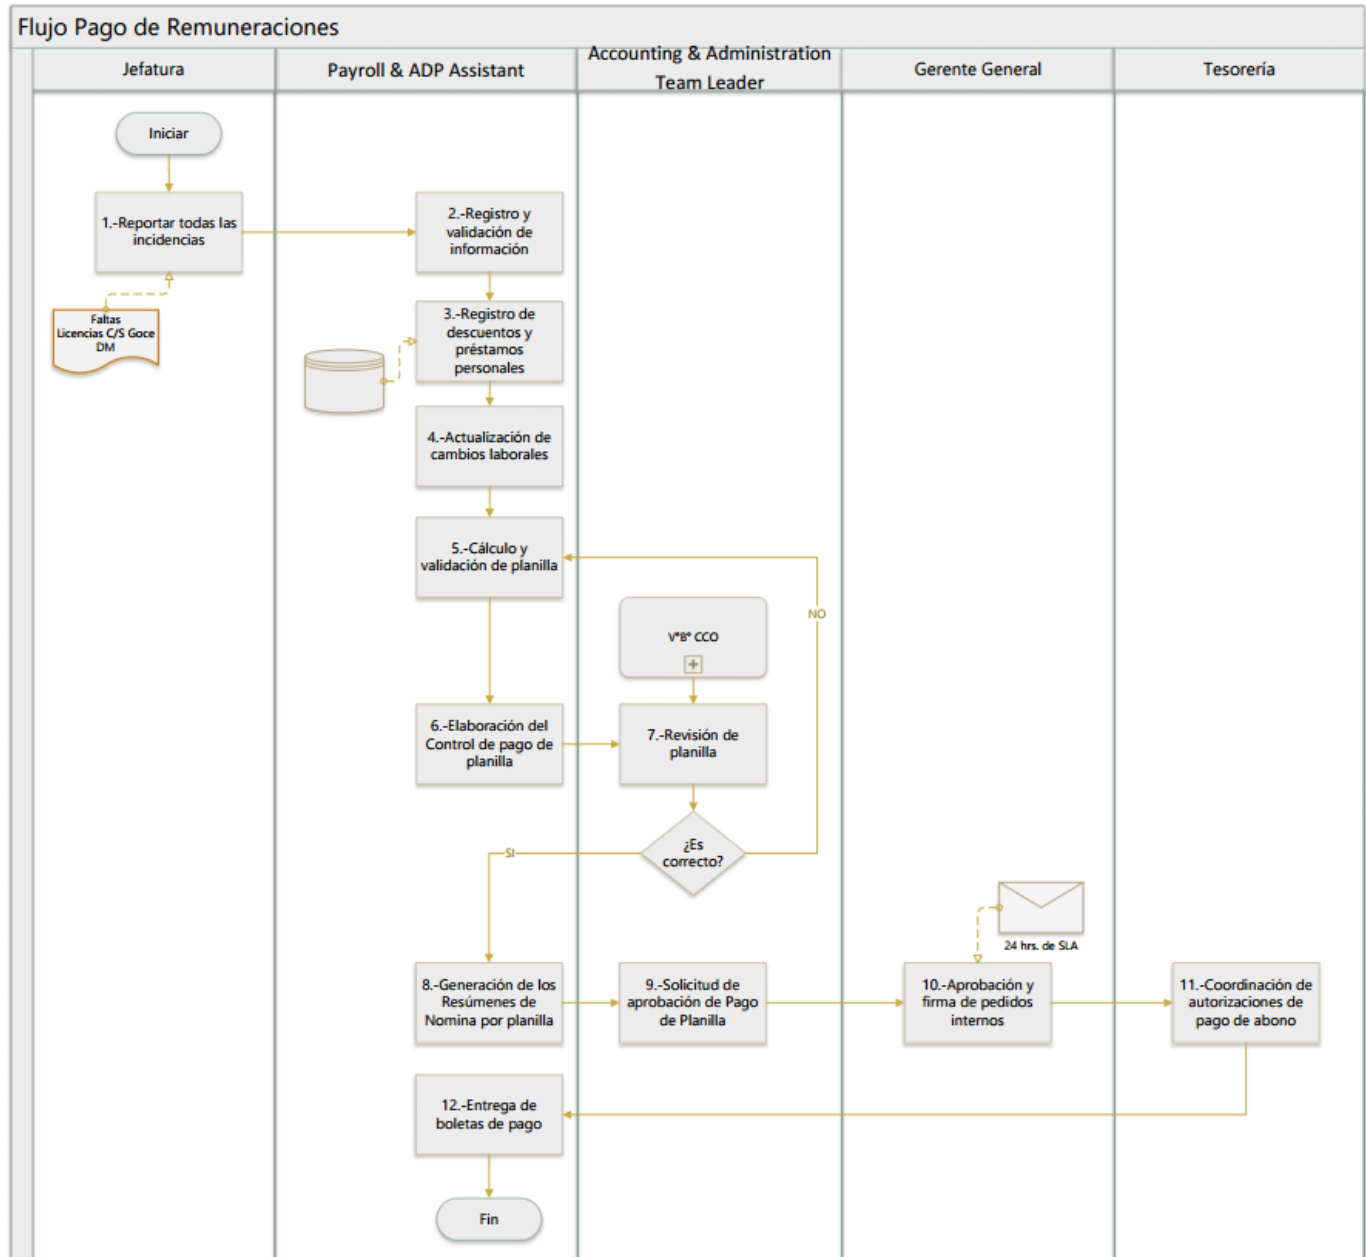 Flujo Pago de Remuneraciones
Jefatura
Payroll & ADP Assistant
Accounting & Administration
Team Leader
Gerente General
Tesorería
Iniciar
1.-Reportar todas las
incidencias
2.-Registro y
validación de
información
Faltas
Licencias C/S Goce
DM
3.-Registro de
descuentos y
préstamos
personales
4.-Actualización de
cambios laborales
5.-Cálculo y
validación de planilla
NO
V°B° CCO
6.-Elaboración del
Control de pago de
planilla
7.-Revisión de
planilla
¿Es
correcto?
SI
24 hrs. de SLA
8.-Generación de los
Resúmenes de
Nomina por planilla
9.-Solicitud de
aprobación de Pago
de Planilla
10.-Aprobación y
firma de pedidos
internos
11.-Coordinación de
autorizaciones de
pago de abono
12.-Entrega de
boletas de pago
Fin